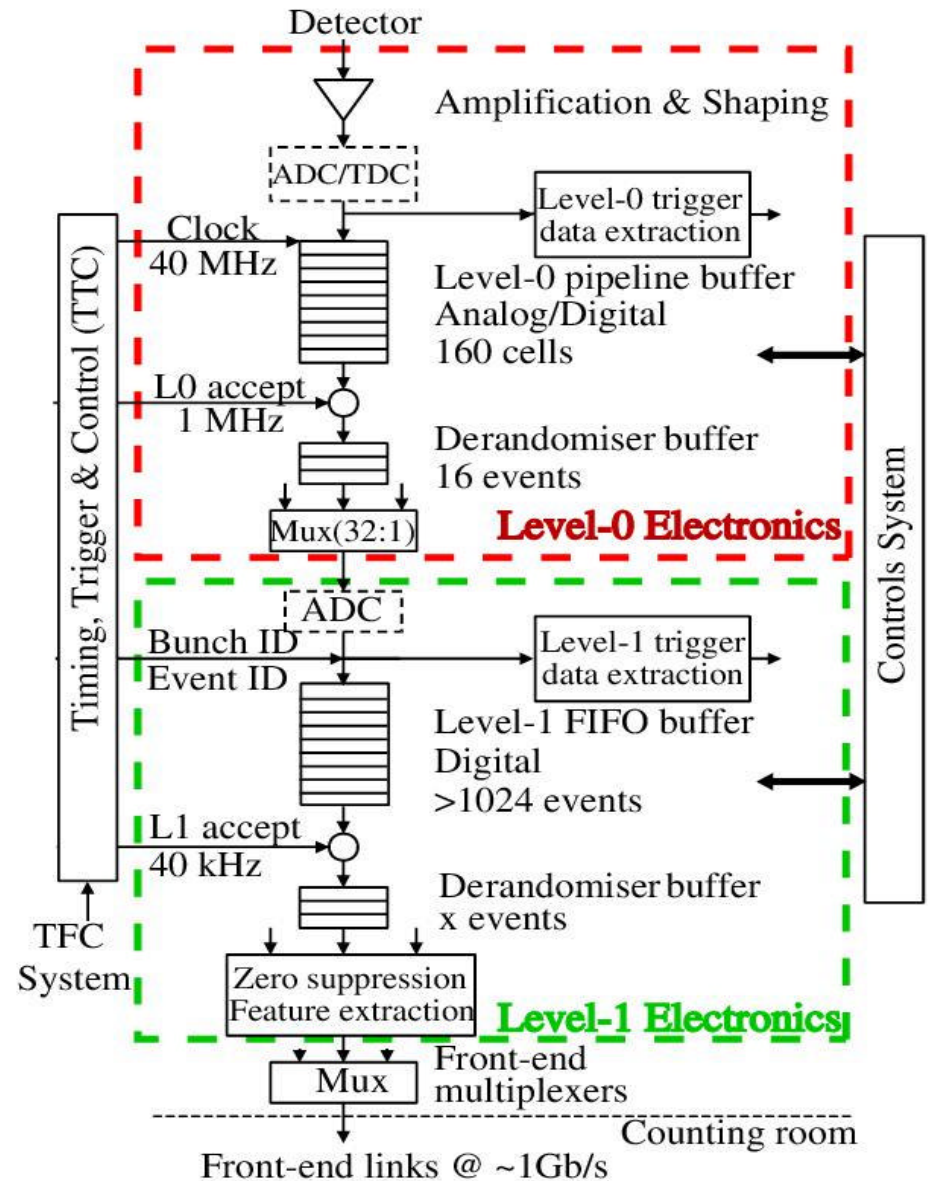 Detector
Amplification & Shaping
ADC/TDC
Level-0 trigger
data extraction
Clock
40 MHz
Level-0 pipeline buffer
Analog/Digital
160 cells
Timing, Trigger & Control (TTC)
L0 accept
1 MHz
Derandomiser buffer
16 events
Mux(32:1)
Level-0 Electronics
Controls System
ADC
Bunch ID
Event ID
Level-1 trigger
data extraction
Level-1 FIFO buffer
Digital
>1024 events
L1 accept
40 kHz
Derandomiser buffer
x events
TFC
System
Zero suppression
Feature extraction
Level-1 Electronics
Mux
Front-end
multiplexers
Counting room
Front-end links @ ~1Gb/s